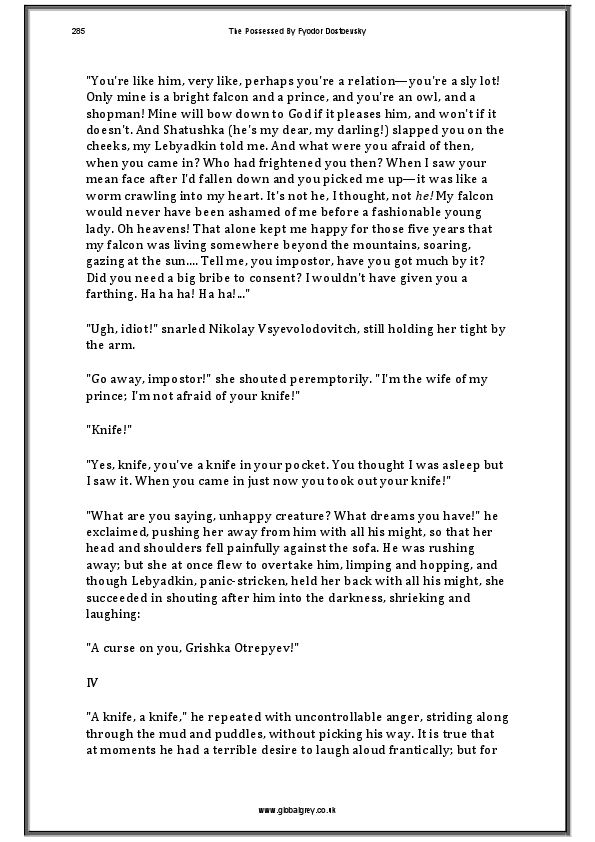 285
The Possessed By Fyodor Dostoevsky
"You're like him, very like, perhaps you're a relation—you're a sly lot!
Only mine is a bright falcon and a prince, and you're an owl, and a
shopman! Mine will bow down to God if it pleases him, and won't if it
doesn't. And Shatushka (he's my dear, my darling!) slapped you on the
cheeks, my Lebyadkin told me. And what were you afraid of then,
when you came in? Who had frightened you then? When I saw your
mean face after I'd fallen down and you picked me up—it was like a
worm crawling into my heart. It's not he, I thought, not he! My falcon
would never have been ashamed of me before a fashionable young
lady. Oh heavens! That alone kept me happy for those five years that
my falcon was living somewhere beyond the mountains, soaring,
gazing at the sun.... Tell me, you impostor, have you got much by it?
Did you need a big bribe to consent? I wouldn't have given you a
farthing. Ha ha ha! Ha ha!..."
"Ugh, idiot!" snarled Nikolay Vsyevolodovitch, still holding her tight by
the arm.
"Go away, impostor!" she shouted peremptorily. "I'm the wife of my
prince; I'm not afraid of your knife!"
"Knife!"
"Yes, knife, you've a knife in your pocket. You thought I was asleep but
I saw it. When you came in just now you took out your knife!"
"What are you saying, unhappy creature? What dreams you have!" he
exclaimed, pushing her away from him with all his might, so that her
head and shoulders fell painfully against the sofa. He was rushing
away; but she at once flew to overtake him, limping and hopping, and
though Lebyadkin, panic-stricken, held her back with all his might, she
succeeded in shouting after him into the darkness, shrieking and
laughing:
"A curse on you, Grishka Otrepyev!"
IV
"A knife, a knife," he repeated with uncontrollable anger, striding along
through the mud and puddles, without picking his way. It is true that
at moments he had a terrible desire to laugh aloud frantically; but for
www.globalgrey.co.uk